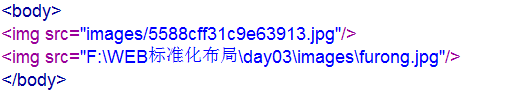 <body>
<img src="images/5588cff31c9e63913.jpg"/>
<img src="F:\WEB标准化布局\day03\images\furong.jpg"/>
</body>